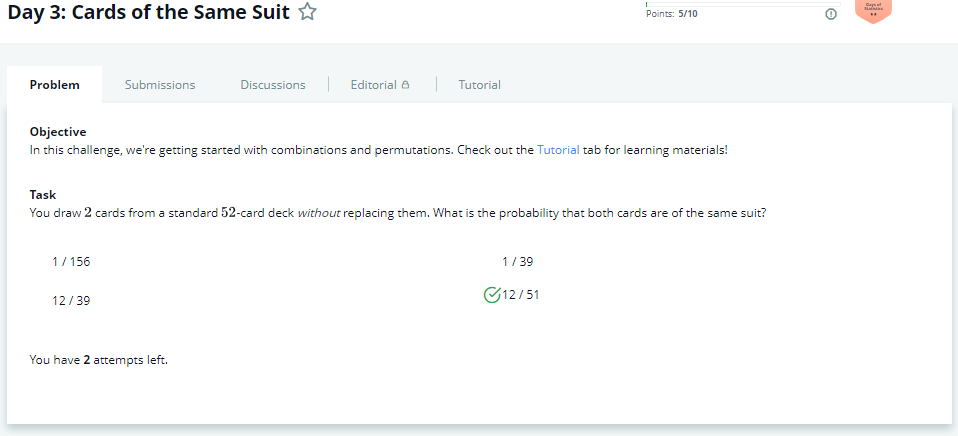 Day 3: Cards of the Same Suit
Points: 5/10
Days of
Statistics
Problem
Submissions
Discussions
Editorial
Tutorial
Objective
In this challenge, we're getting started with combinations and permutations. Check out the Tutorial tab for learning materials!
Task
You draw 2 cards from a standard 52-card deck without replacing them. What is the probability that both cards are of the same suit?
1 / 156
1 / 39
12 / 39
12 / 51
You have 2 attempts left.